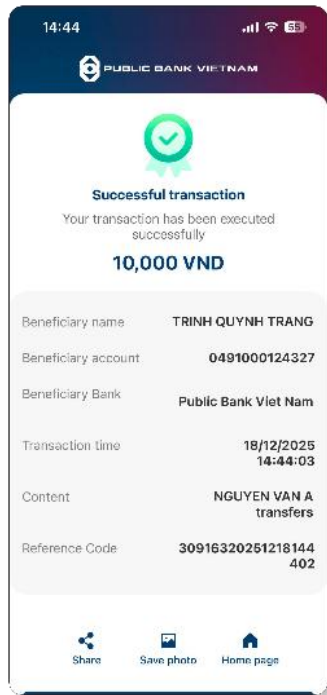 14:44
55
PUBLIC BANK VIETNAM
Successful transaction
Your transaction has been executed
successfully
10,000 VND
Beneficiary name TRINH QUYNH TRANG
Beneficiary account 0491000124327
Beneficiary Bank Public Bank Viet Nam
Transaction time 18/12/2025
14:44:03
Content NGUYEN VAN A
transfers
Reference Code 30916320251218144
402
Share Save photo Home page